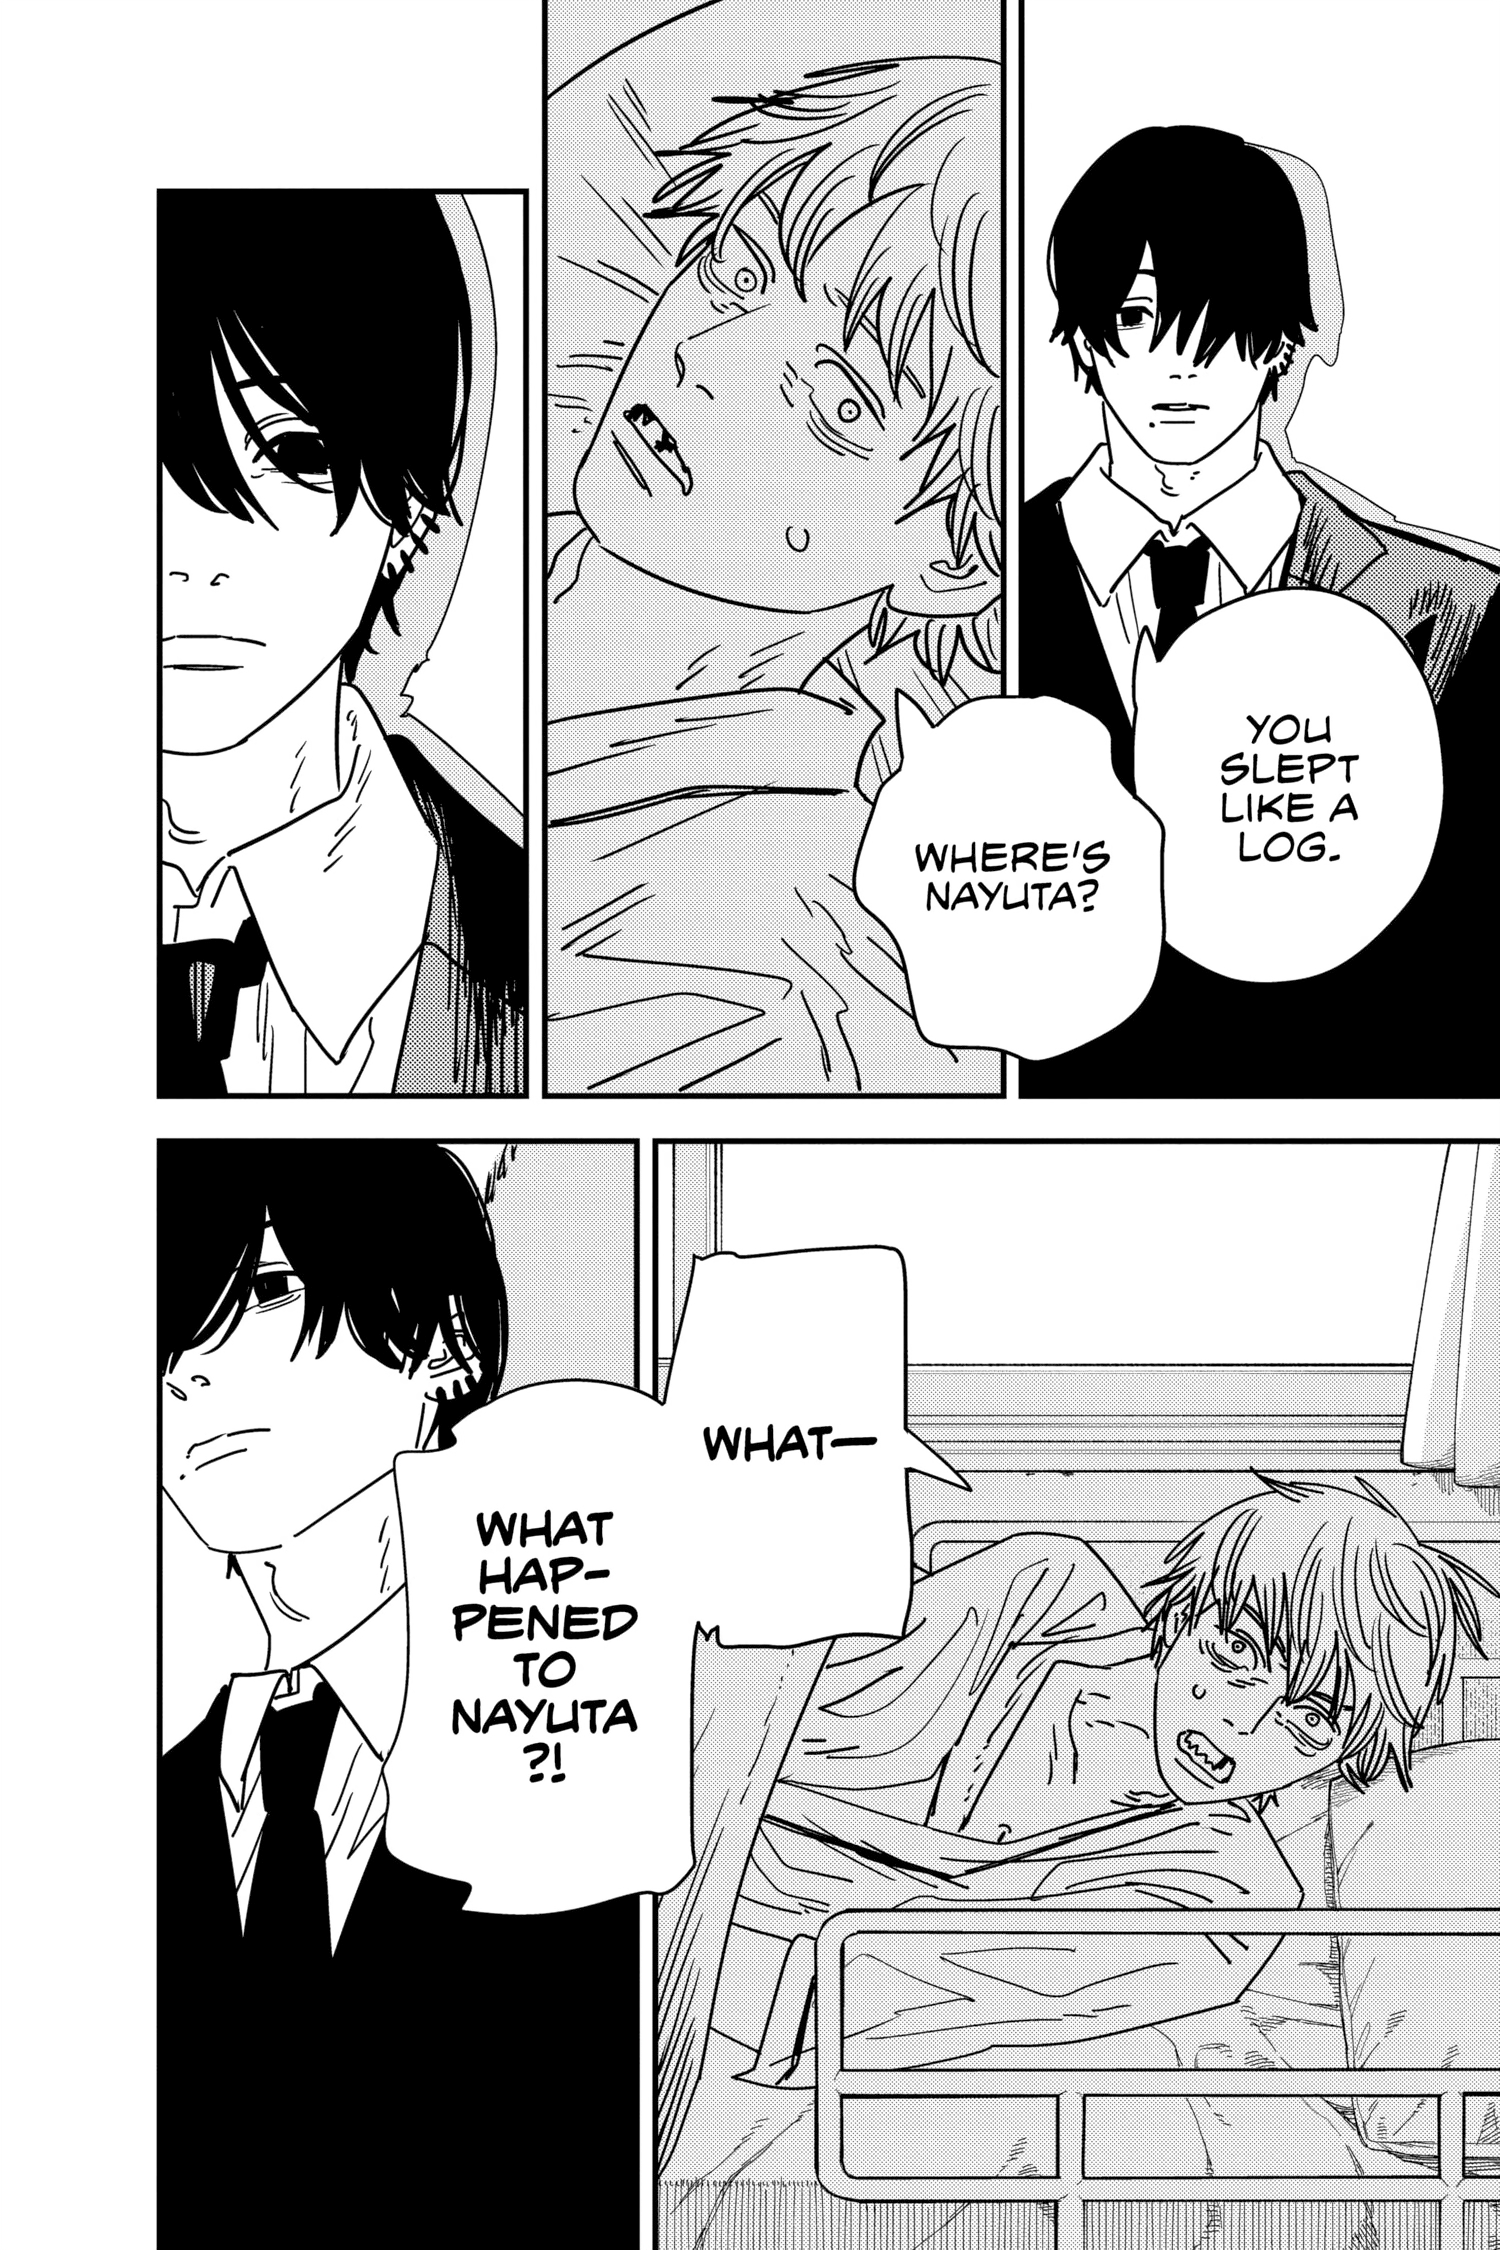 YOU
SLEPT
LIKE A
LOG.
WHERE'S
NAYUTA?
WHAT—
WHAT
HAP-
PENED
TO
NAYUTA
?!